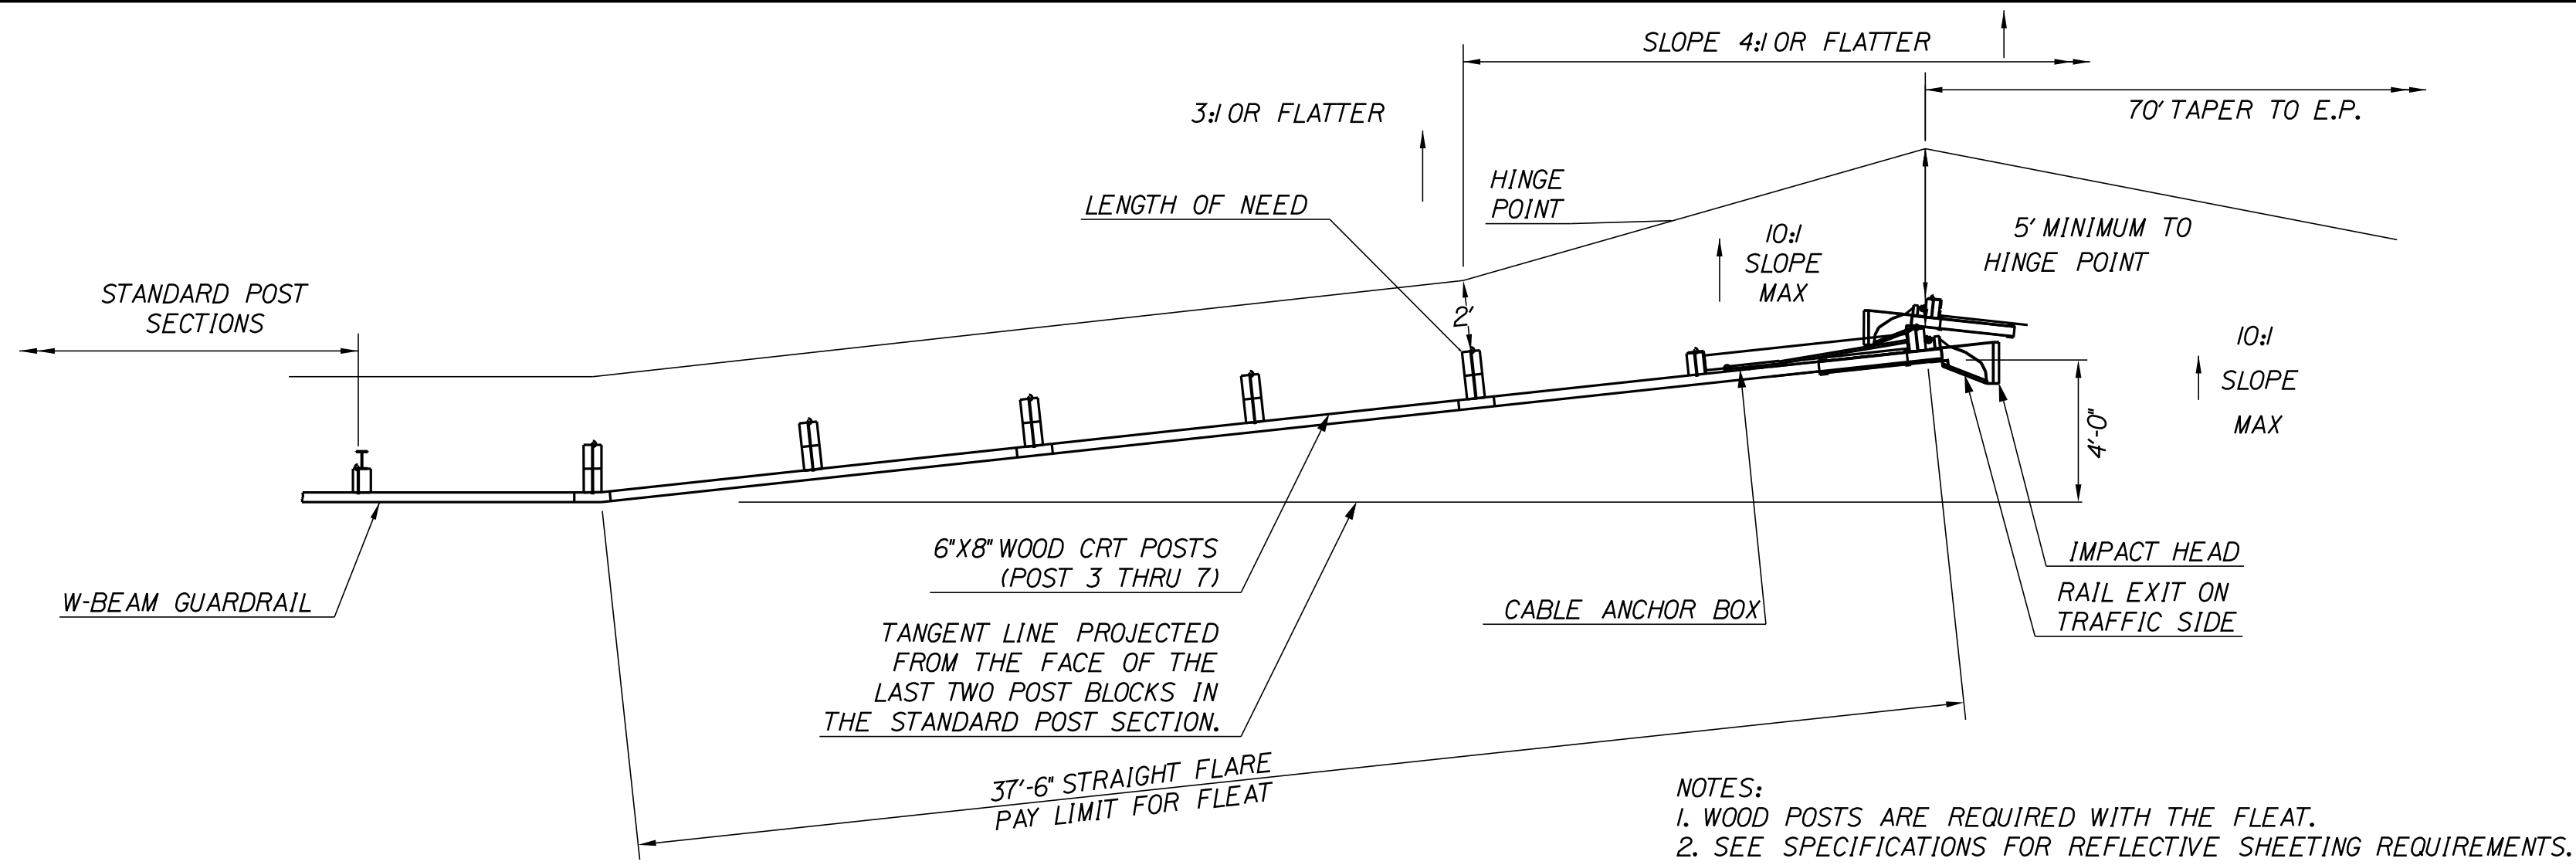 SLOPE 4:1 OR FLATTER
70' TAPER TO E.P.
3:1 OR FLATTER
HINGE
POINT
LENGTH OF NEED
10:1
SLOPE
MAX
5' MINIMUM TO
HINGE POINT
STANDARD POST
SECTIONS
2'
10:1
SLOPE
MAX
4'-0"
6"X8" WOOD CRT POSTS
(POST 3 THRU 7)
IMPACT HEAD
W-BEAM GUARDRAIL
CABLE ANCHOR BOX
RAIL EXIT ON
TRAFFIC SIDE
TANGENT LINE PROJECTED
FROM THE FACE OF THE
LAST TWO POST BLOCKS IN
THE STANDARD POST SECTION.
37'-6" STRAIGHT FLARE
PAY LIMIT FOR FLEAT
NOTES:
1. WOOD POSTS ARE REQUIRED WITH THE FLEAT.
2. SEE SPECIFICATIONS FOR REFLECTIVE SHEETING REQUIREMENTS.